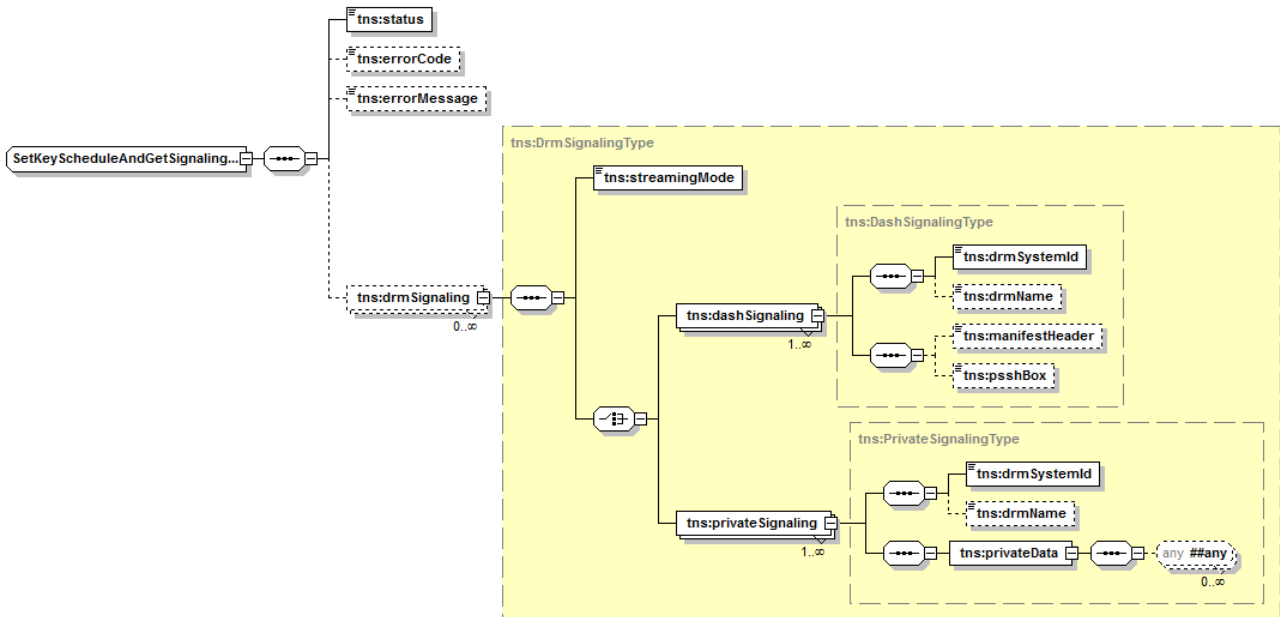 tns:status
tns:errorCode
tns:errorMessage
tns:DrmSignalingType
SetKeyScheduleAndGetSignaling...
tns:streamingMode
tns:DashSignalingType
tns:drmSystemId
tns:drmSignaling
tns:drmName
0..∞
tns:dashSignaling
1..∞
tns:manifestHeader
tns:psshBox
tns:PrivateSignalingType
tns:drmSystemId
tns:drmName
tns:privateSignaling
1..∞
tns:privateData
any ##any
0..∞